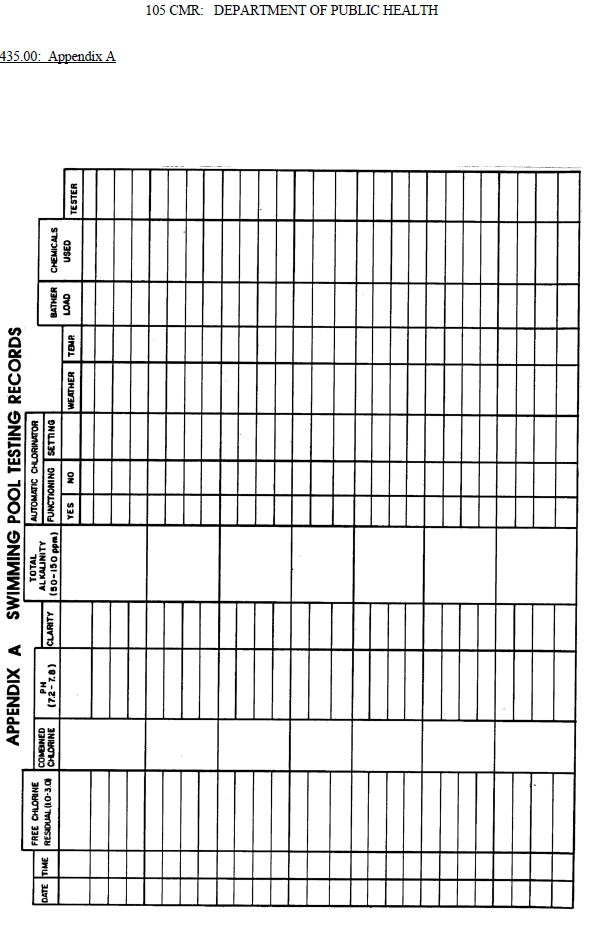 105 CMR: DEPARTMENT OF PUBLIC HEALTH
435.00: Appendix A
APPENDIX A SWIMMING POOL TESTING RECORDS
DATE
TIME
FREE CHLORINE
RESIDUAL (1.0-3.0)
COMBINED
CHLORINE
PH
(7.2-7.8)
CLARITY
TOTAL
ALKALINITY
(50-150 ppm)
AUTOMATIC CHLORINATOR
FUNCTIONING
YES
NO
SETTING
WEATHER
TEMP.
BATHER
LOAD
CHEMICALS
USED
TESTER